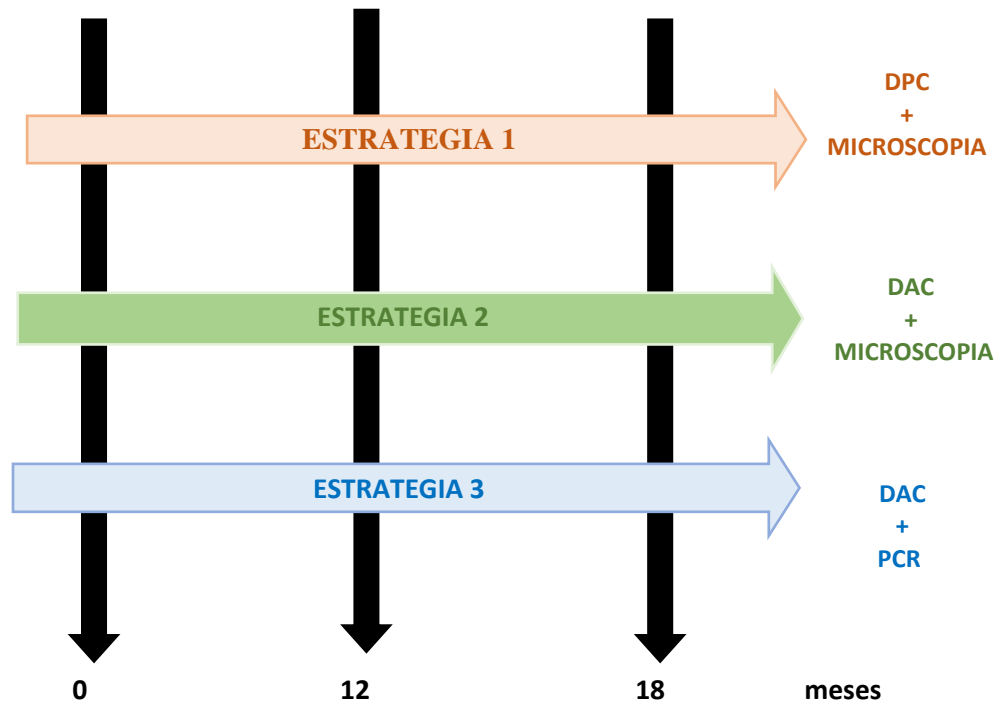 ESTRATEGIA 1
DPC
+
MICROSCOPIA
ESTRATEGIA 2
DAC
+
MICROSCOPIA
ESTRATEGIA 3
DAC
+
PCR
0 12 18 meses